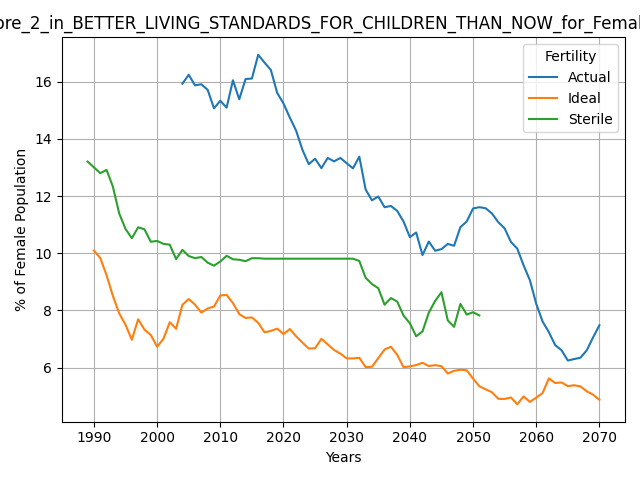 ore_2_in_BETTER_LIVING_STANDARDS_FOR_CHILDREN_THAN_NOW_for_Femal
Fertility
Actual
Ideal
Sterile
% of Female Population
16
14
12
10
8
6
1990 2000 2010 2020 2030 2040 2050 2060 2070
Years